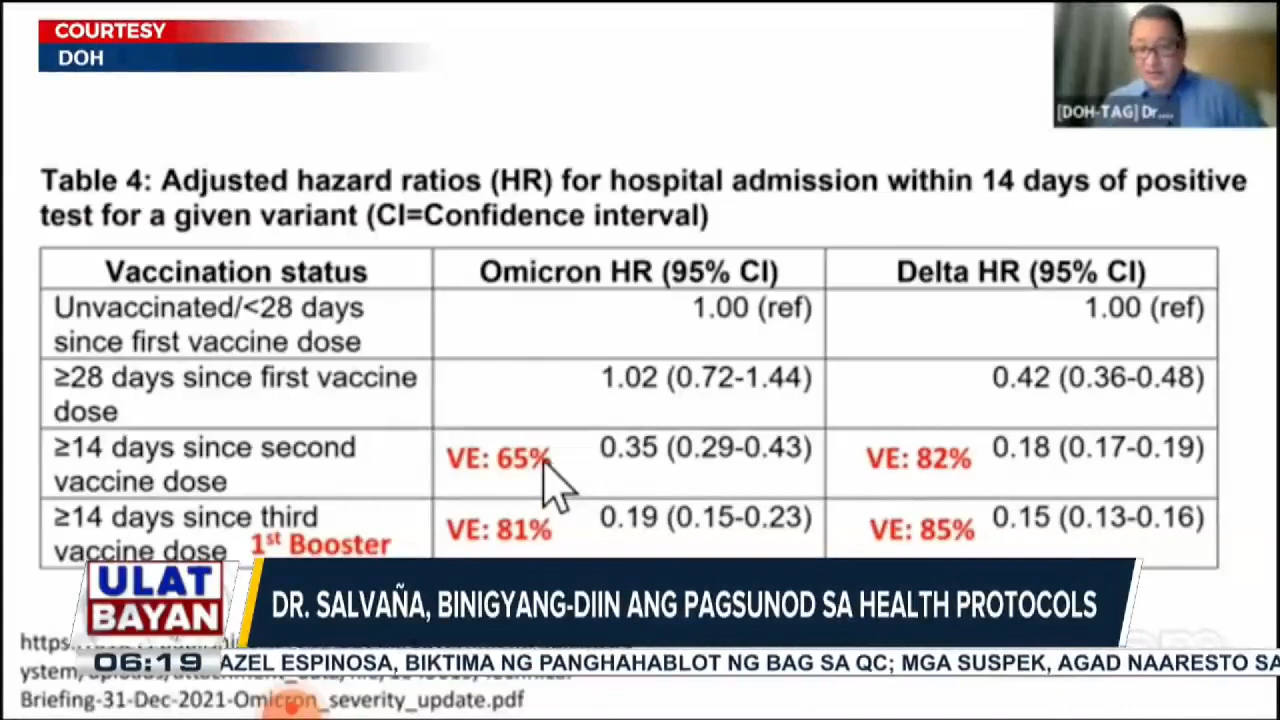 COURTESY
DOH
[DOH-TAG] Dr....
Table 4: Adjusted hazard ratios (HR) for hospital admission within 14 days of positive
test for a given variant (CI=Confidence interval)
Vaccination status Omicron HR (95% CI) Delta HR (95% CI)
Unvaccinated/<28 days
since first vaccine dose
1.00 (ref) 1.00 (ref)
≥28 days since first vaccine
dose
1.02 (0.72-1.44) 0.42 (0.36-0.48)
≥14 days since second
vaccine dose
VE: 65% 0.35 (0.29-0.43) VE: 82% 0.18 (0.17-0.19)
≥14 days since third
vaccine dose 1st Booster
VE: 81% 0.19 (0.15-0.23) VE: 85% 0.15 (0.13-0.16)
ULAT
BAYAN
DR. SALVAÑA, BINIGYANG-DIIN ANG PAGSUNOD SA HEALTH PROTOCOLS
06:19
AZEL ESPINOSA, BIKTIMA NG PANGHAHABLOT NG BAG SA QC; MGA SUSPEK, AGAD NAARESTO SA
Briefing-31-Dec-2021-Omicron_severity_update.pdf